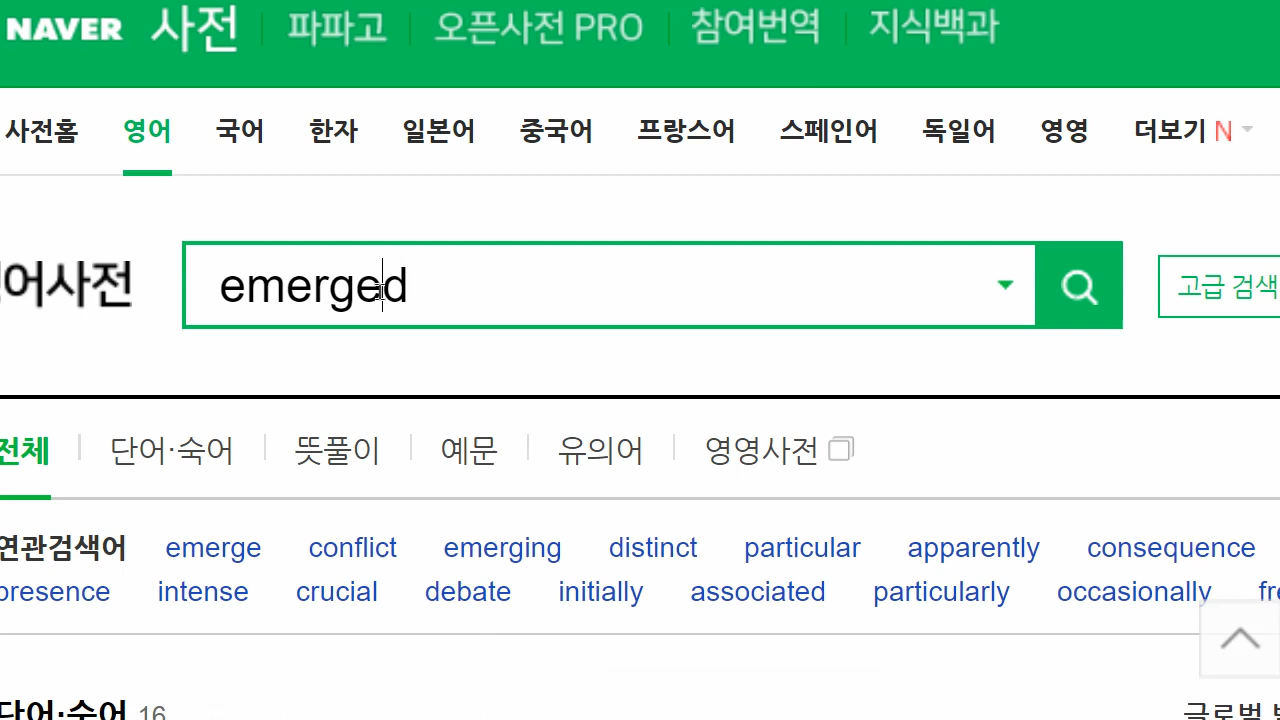 NAVER 사전 파파고 오픈사전 PRO 참여번역 지식백과
사전홈 영어 국어 한자 일본어 중국어 프랑스어 스페인어 독일어 영영 더보기 N
어사전 emerged 고급 검색
전체 단어·숙어 뜻풀이 예문 유의어 영영사전
연관검색어 emerge conflict emerging distinct particular apparently consequence
presence intense crucial debate initially associated particularly occasionally
단어·숙어 16 글로벌